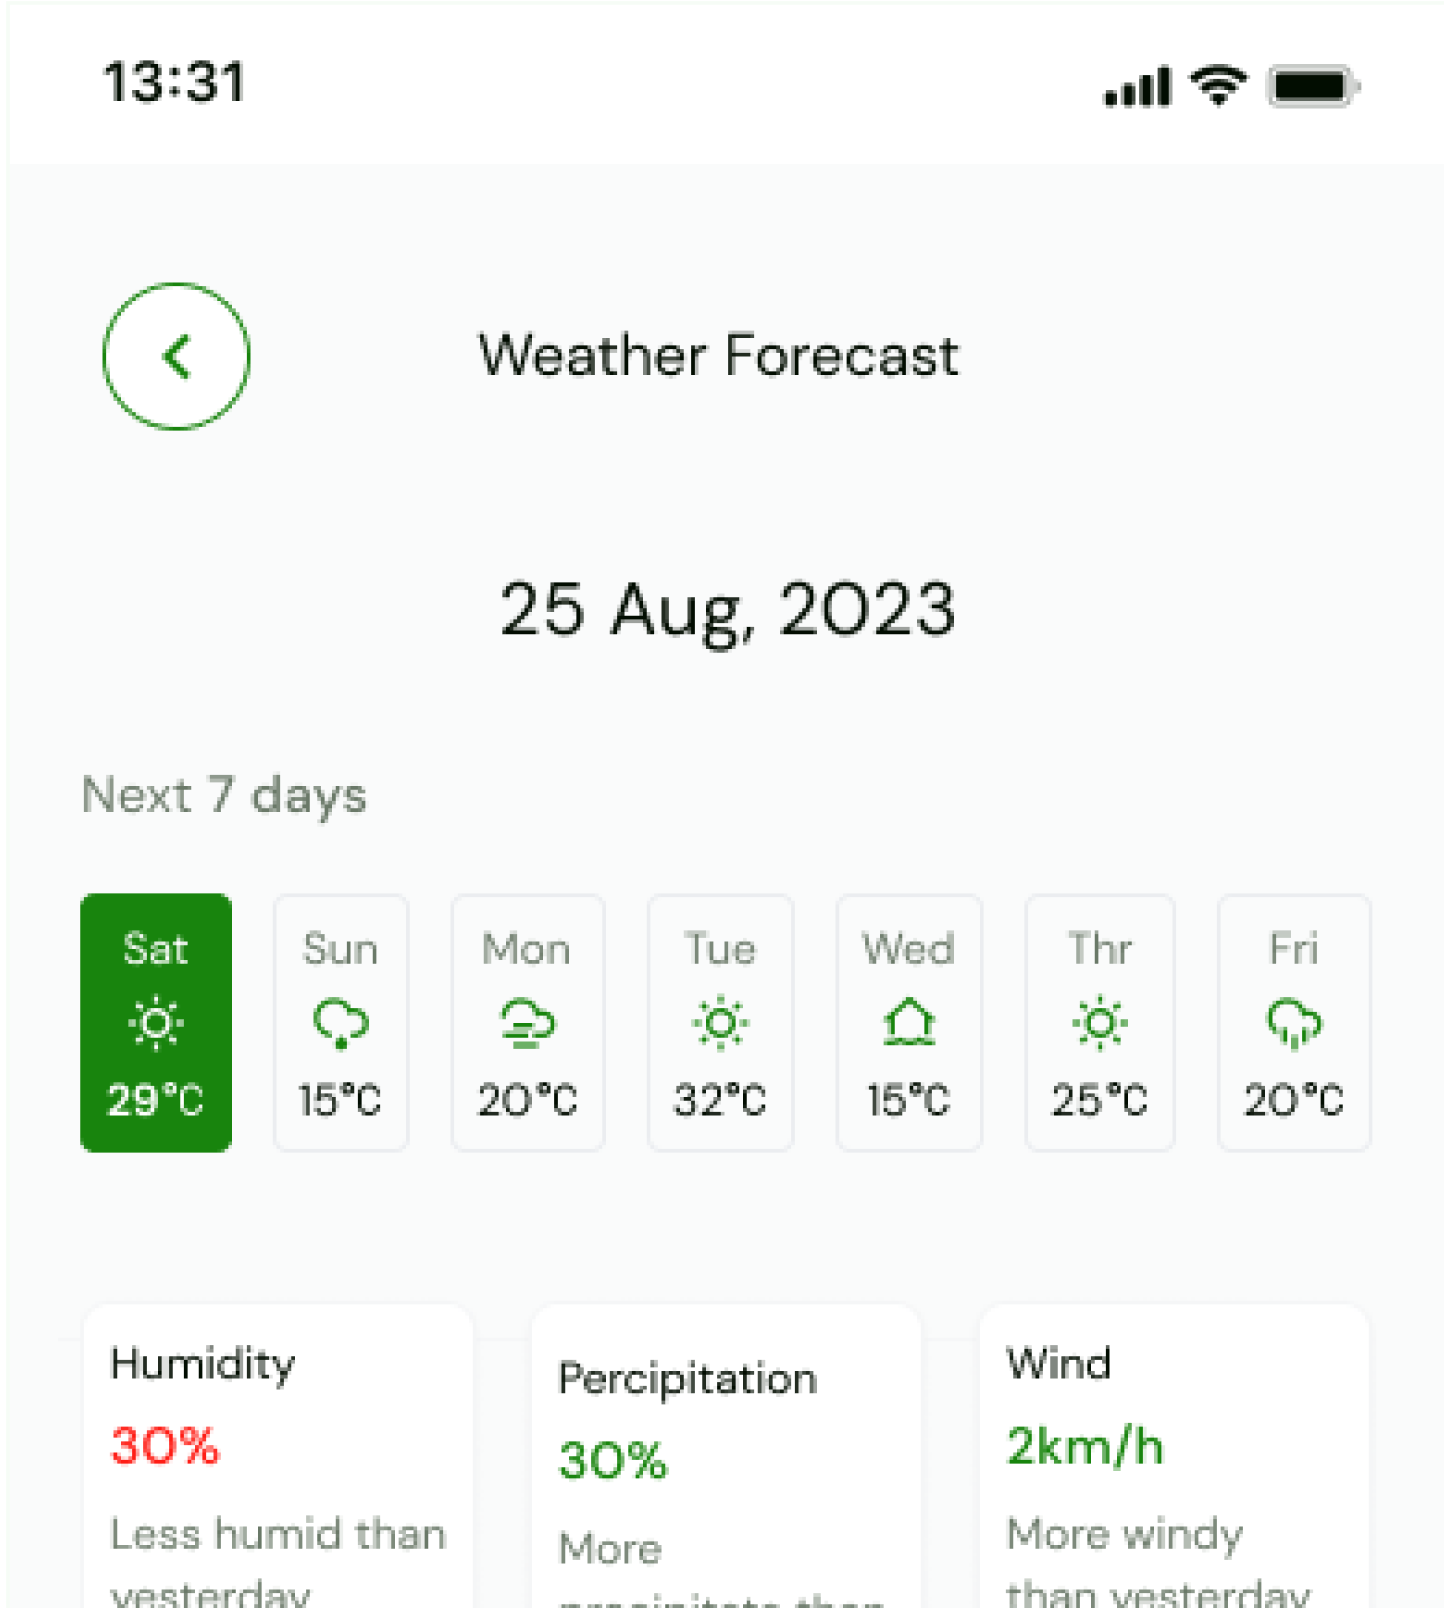 13:31
Weather Forecast
25 Aug, 2023
Next 7 days
Sat Sun Mon Tue Wed Thr Fri
29°C 15°C 20°C 32°C 15°C 25°C 20°C
Humidity
30%
Less humid than
yesterday
Percipitation
30%
More
precipitate than
Wind
2km/h
More windy
than yesterday